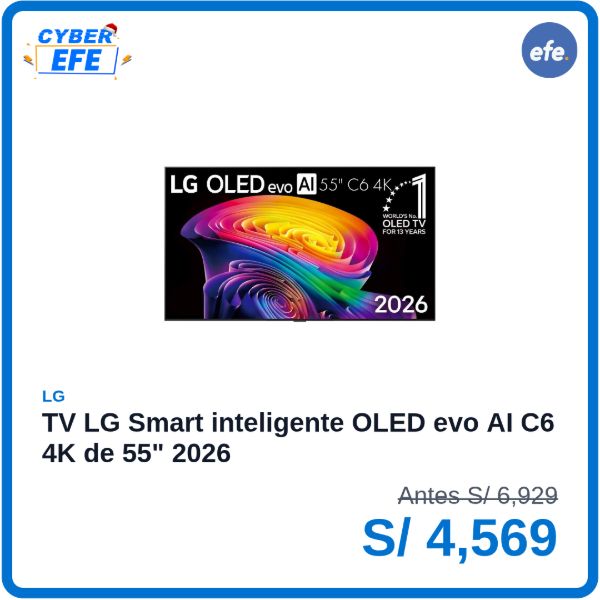 CYBER
EFE
efe.
LG OLED evo AI 55" C6 4K
1
WORLD'S No.
OLED TV
FOR 13 YEARS
2026
LG
TV LG Smart inteligente OLED evo AI C6
4K de 55" 2026
Antes S/ 6,929
S/ 4,569